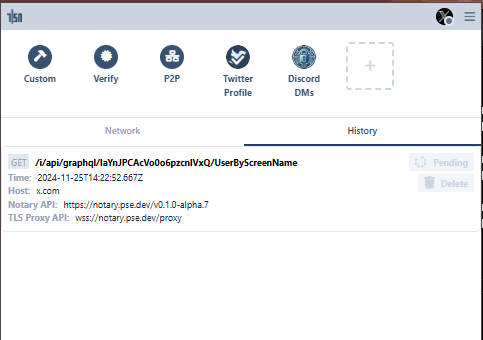 TLSN
Custom
Verify
P2P
Twitter Profile
Discord DMs
+
Network
History
GET /i/api/graphql/laYnJPCAcVo0o6pzcnlVxQ/UserByScreenName
Pending
Time: 2024-11-25T14:22:52.667Z
Delete
Host: x.com
Notary API: https://notary.pse.dev/v0.1.0-alpha.7
TLS Proxy API: wss://notary.pse.dev/proxy